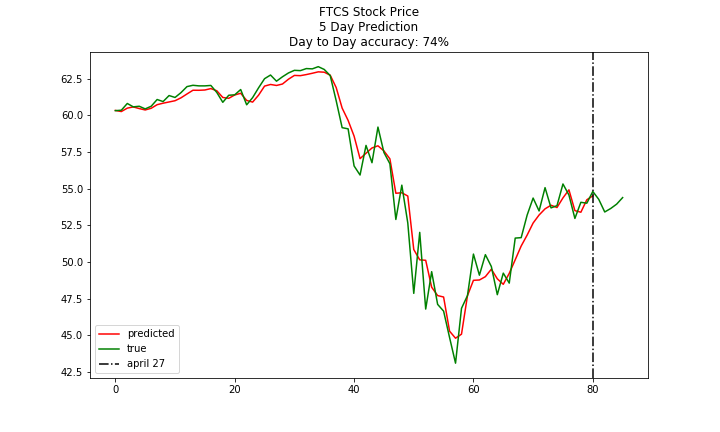 FTCS Stock Price
5 Day Prediction
Day to Day accuracy: 74%
62.5
60.0
57.5
55.0
52.5
50.0
47.5
45.0
42.5
predicted
true
april 27
0 20 40 60 80